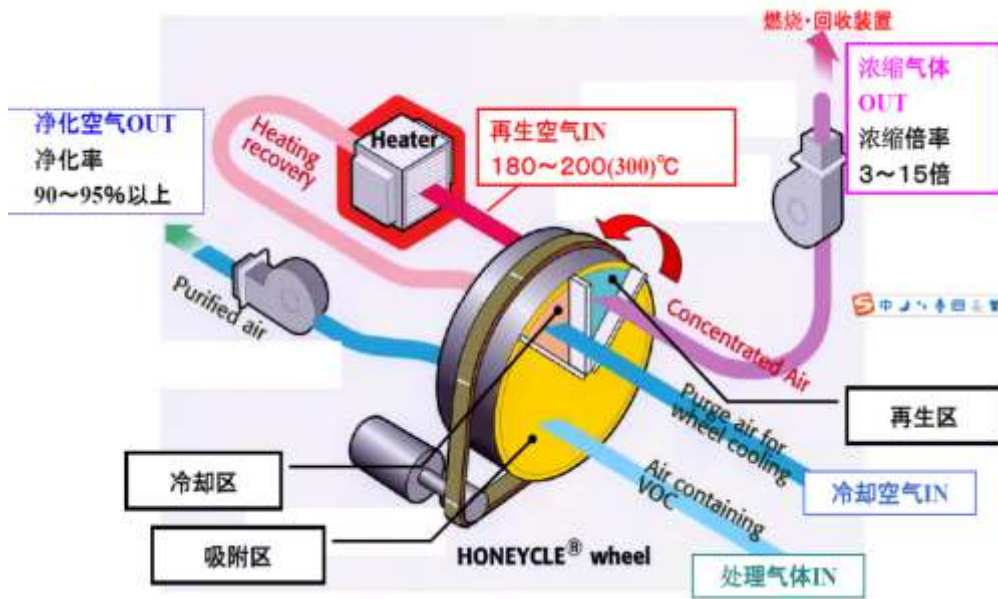 燃烧·回收装置
浓缩气体
OUT
浓缩倍率
3～15倍
净化空气OUT
净化率
90～95%以上
Heating
recovery
Heater
再生空气IN
180～200(300)℃
Purified air
Concentrated Air
中
再生区
Purge air for
wheel cooling
冷却区
冷却空气IN
Air containing
VOC
吸附区
HONEYCLE® wheel
处理气体IN